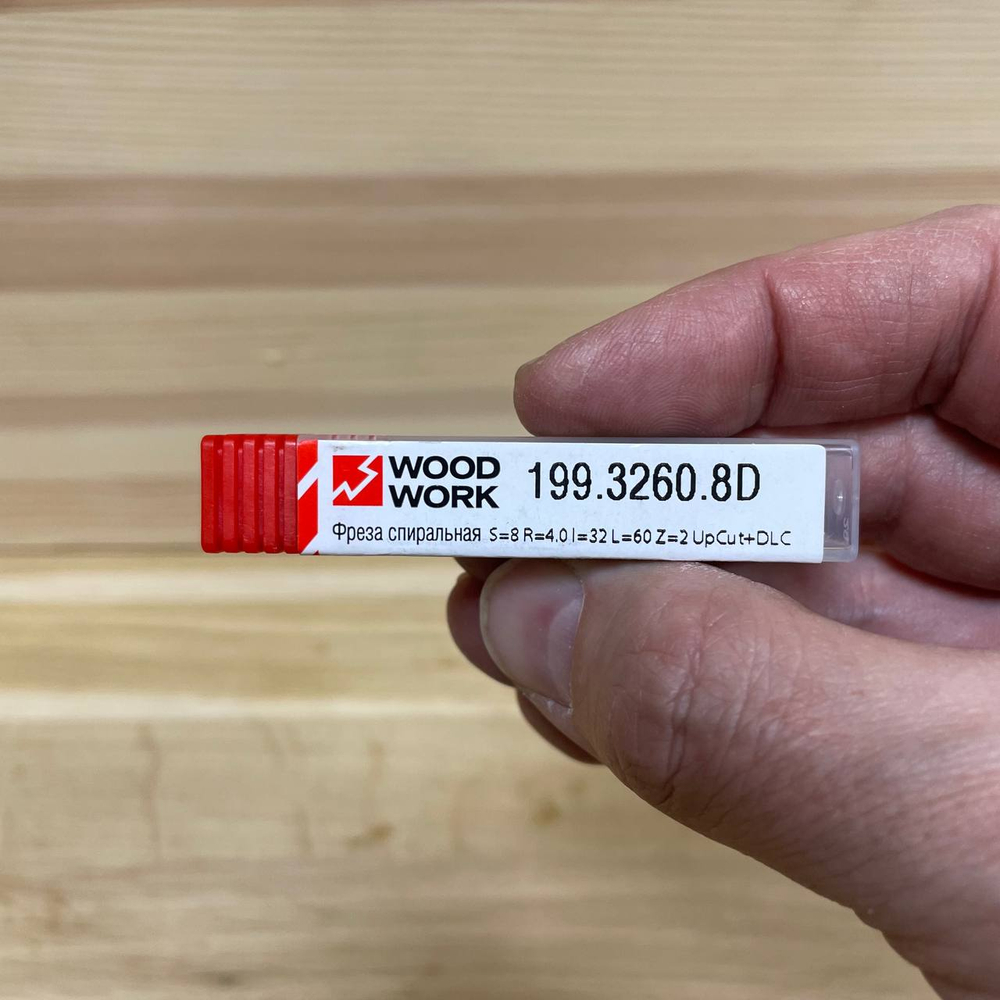 WOOD
WORK
199.3260.8D
Фреза спиральная S=8 R=4.0 l=32 L=60 Z=2 UpCut+DLC